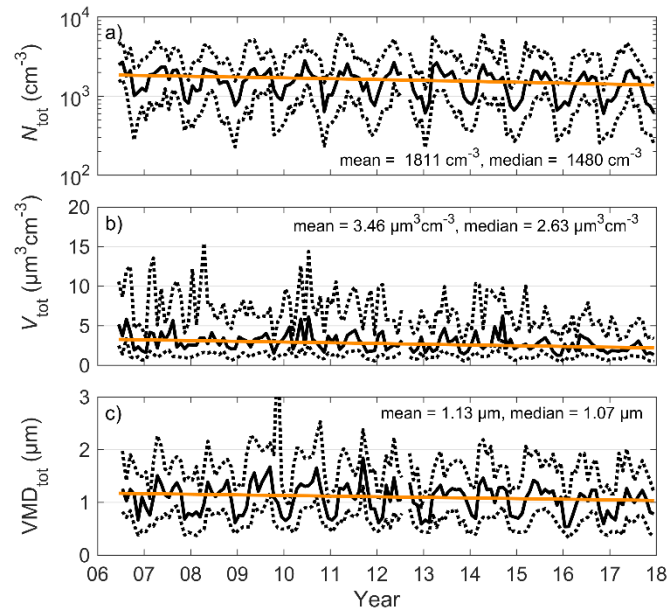 a)
N_tot (cm⁻³)
10⁴
10³
10²
mean = 1811 cm⁻³, median = 1480 cm⁻³
b)
V_tot (µm³cm⁻³)
20
15
10
5
0
mean = 3.46 µm³cm⁻³, median = 2.63 µm³cm⁻³
c)
VMD_tot (µm)
3
2
1
0
mean = 1.13 µm, median = 1.07 µm
06 07 08 09 10 11 12 13 14 15 16 17 18
Year